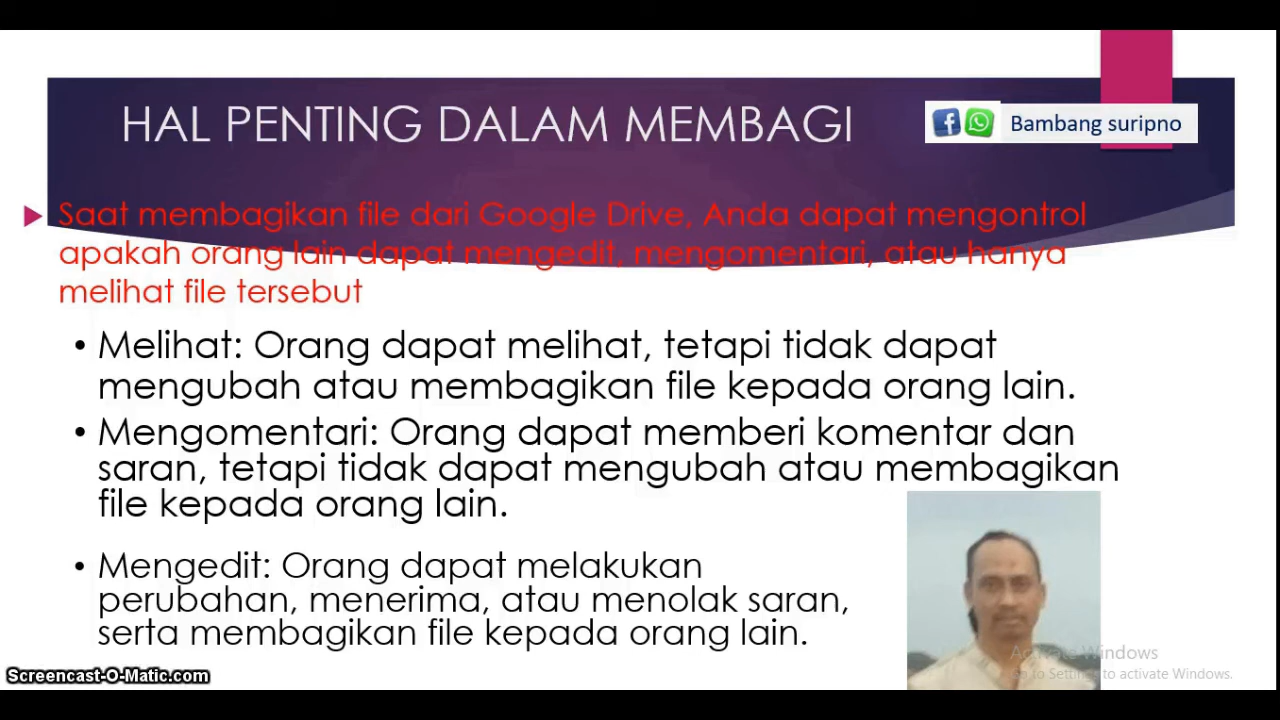 HAL PENTING DALAM MEMBAGI
Bambang suripno
Saat membagikan file dari Google Drive, Anda dapat mengontrol
apakah orang lain dapat mengedit, mengomentari, atau hanya
melihat file tersebut
• Melihat: Orang dapat melihat, tetapi tidak dapat
mengubah atau membagikan file kepada orang lain.
• Mengomentari: Orang dapat memberi komentar dan
saran, tetapi tidak dapat mengubah atau membagikan
file kepada orang lain.
• Mengedit: Orang dapat melakukan
perubahan, menerima, atau menolak saran,
serta membagikan file kepada orang lain.
Activate Windows
Go to Settings to activate Windows.
Screencast-O-Matic.com